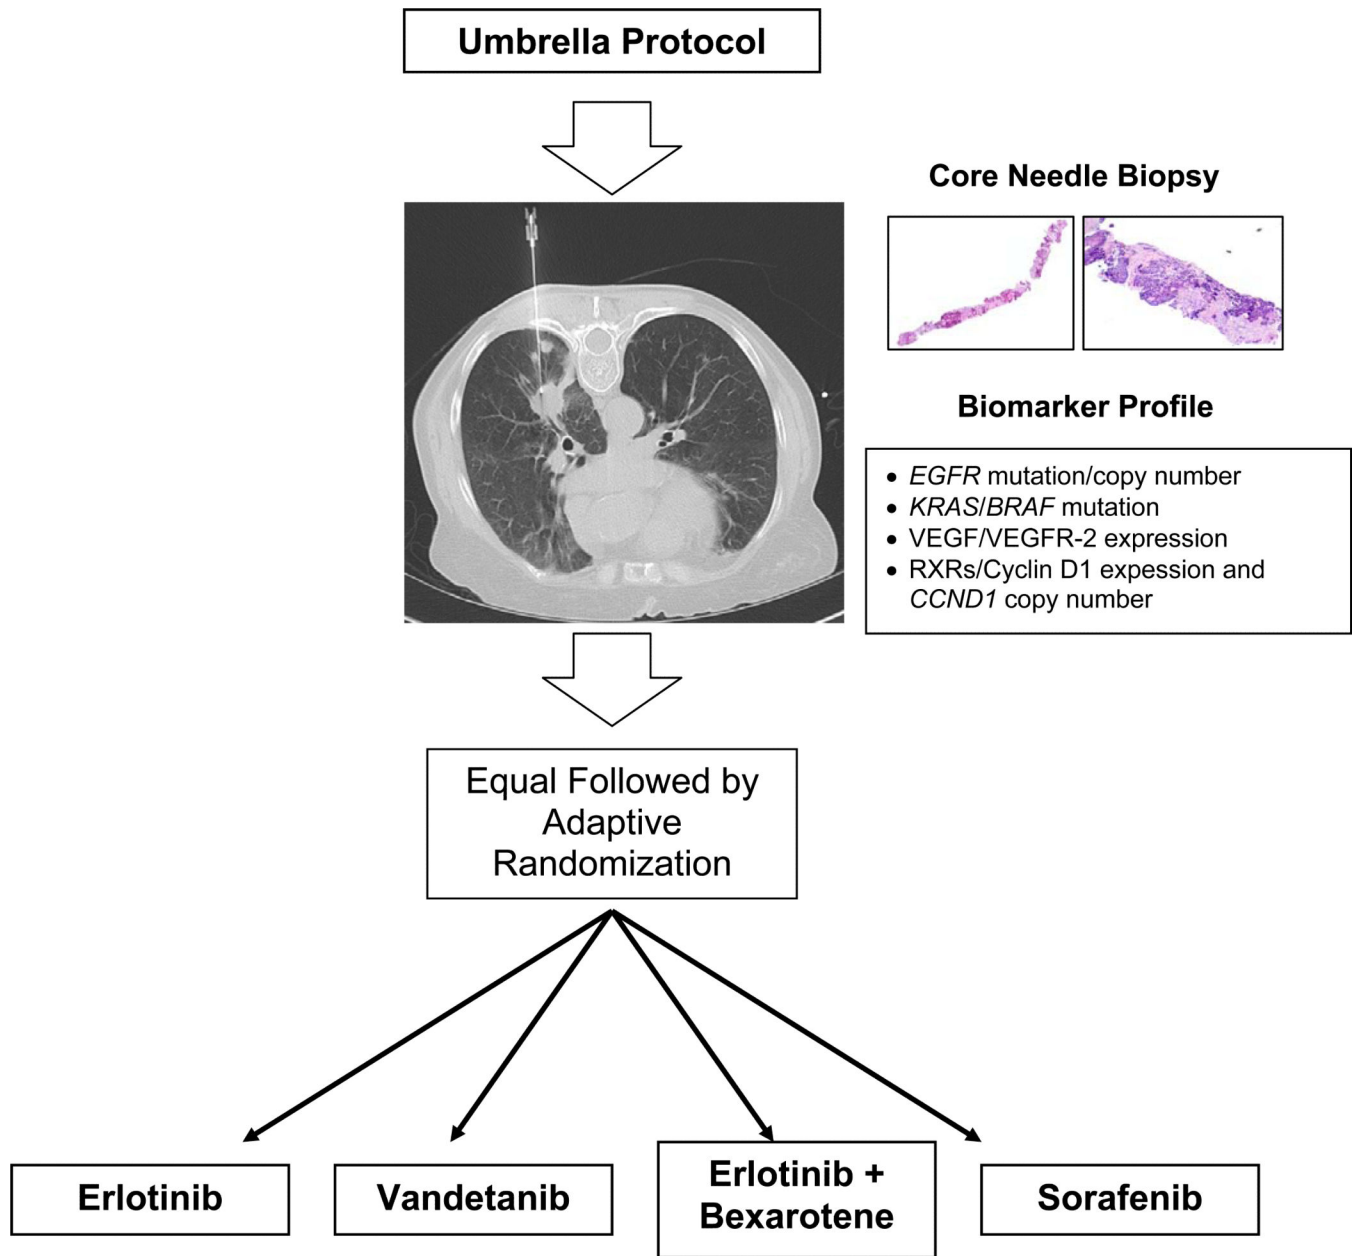 Umbrella Protocol
Core Needle Biopsy
Biomarker Profile
• EGFR mutation/copy number
• KRAS/BRAF mutation
• VEGF/VEGFR-2 expression
• RXRs/Cyclin D1 expession and
CCND1 copy number
Equal Followed by
Adaptive
Randomization
Erlotinib
Vandetanib
Erlotinib +
Bexarotene
Sorafenib